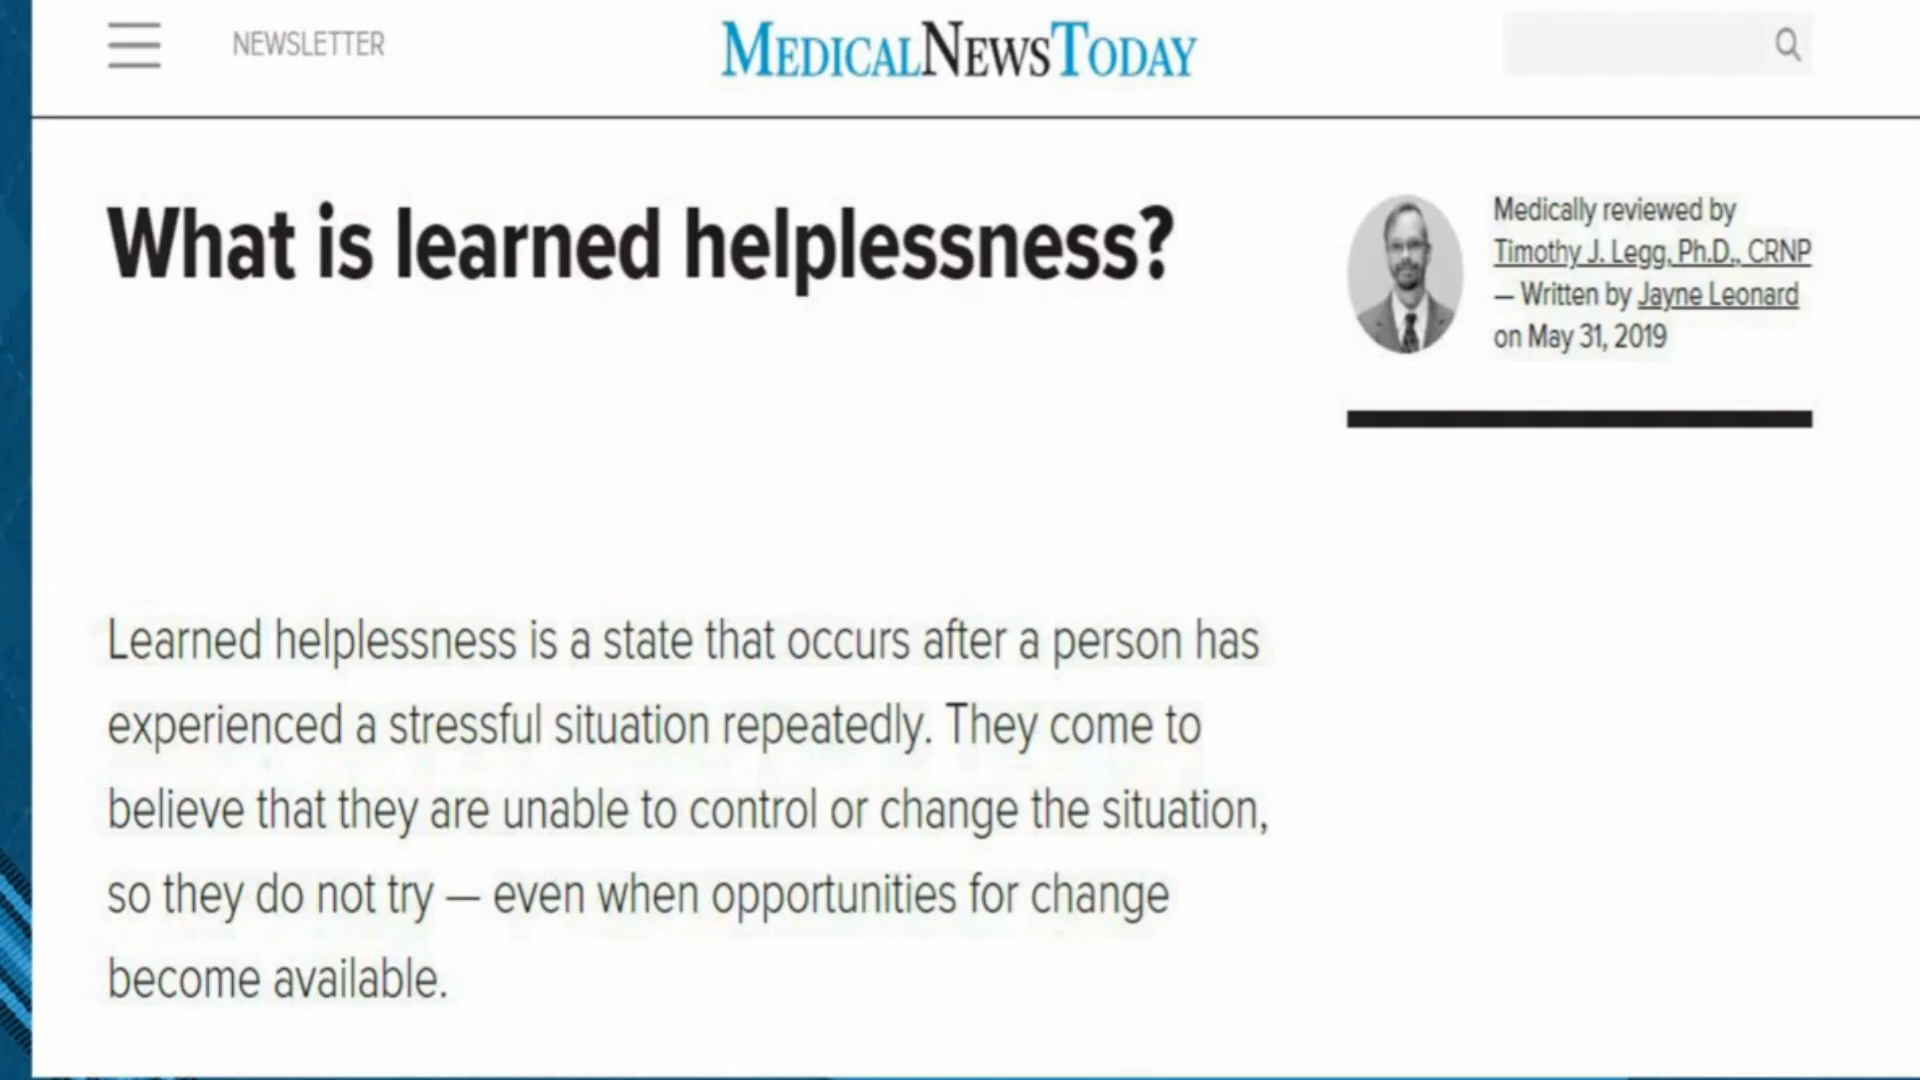 NEWSLETTER
MEDICALNEWSTODAY
What is learned helplessness?
Medically reviewed by
Timothy J. Legg, Ph.D., CRNP
— Written by Jayne Leonard
on May 31, 2019
Learned helplessness is a state that occurs after a person has
experienced a stressful situation repeatedly. They come to
believe that they are unable to control or change the situation,
so they do not try — even when opportunities for change
become available.